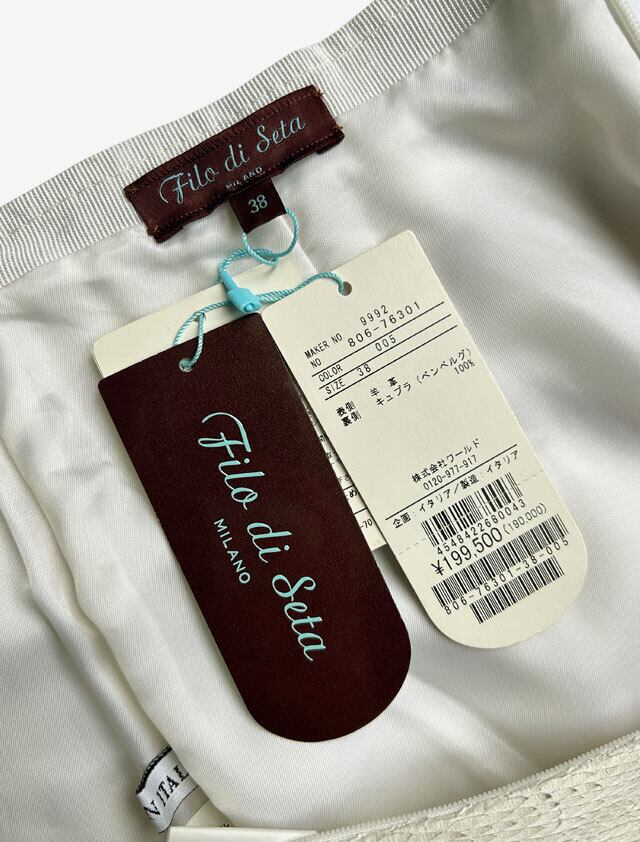 Filo di Seta
MILANO
38
MAKER NO 9992
NO 806-76301
COLOR 005
SIZE 38
表側 羊革
裏側 キュプラ (ベンベルグ) 100%
株式会社ワールド
0120-977-917
企画:イタリア/製造:イタリア
4548422680043
¥199,500(190,000)
806-76301-38-005
Filo di Seta
MILANO
め
-70
N ITAL